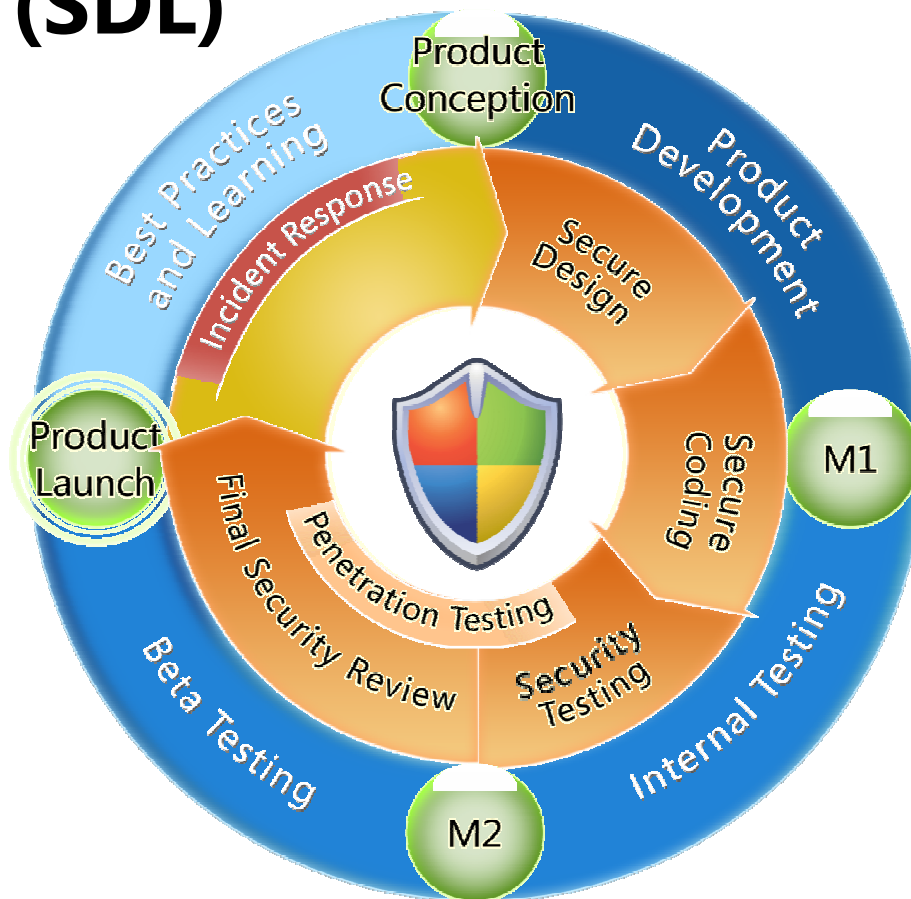 (SDL)
Product
Conception
Product
Development
Best Practices
and Learning
Incident Response
Secure
Design
Product
Launch
Secure
Coding
M1
Final Security Review
Penetration Testing
Security
Testing
Internal Testing
Beta Testing
M2